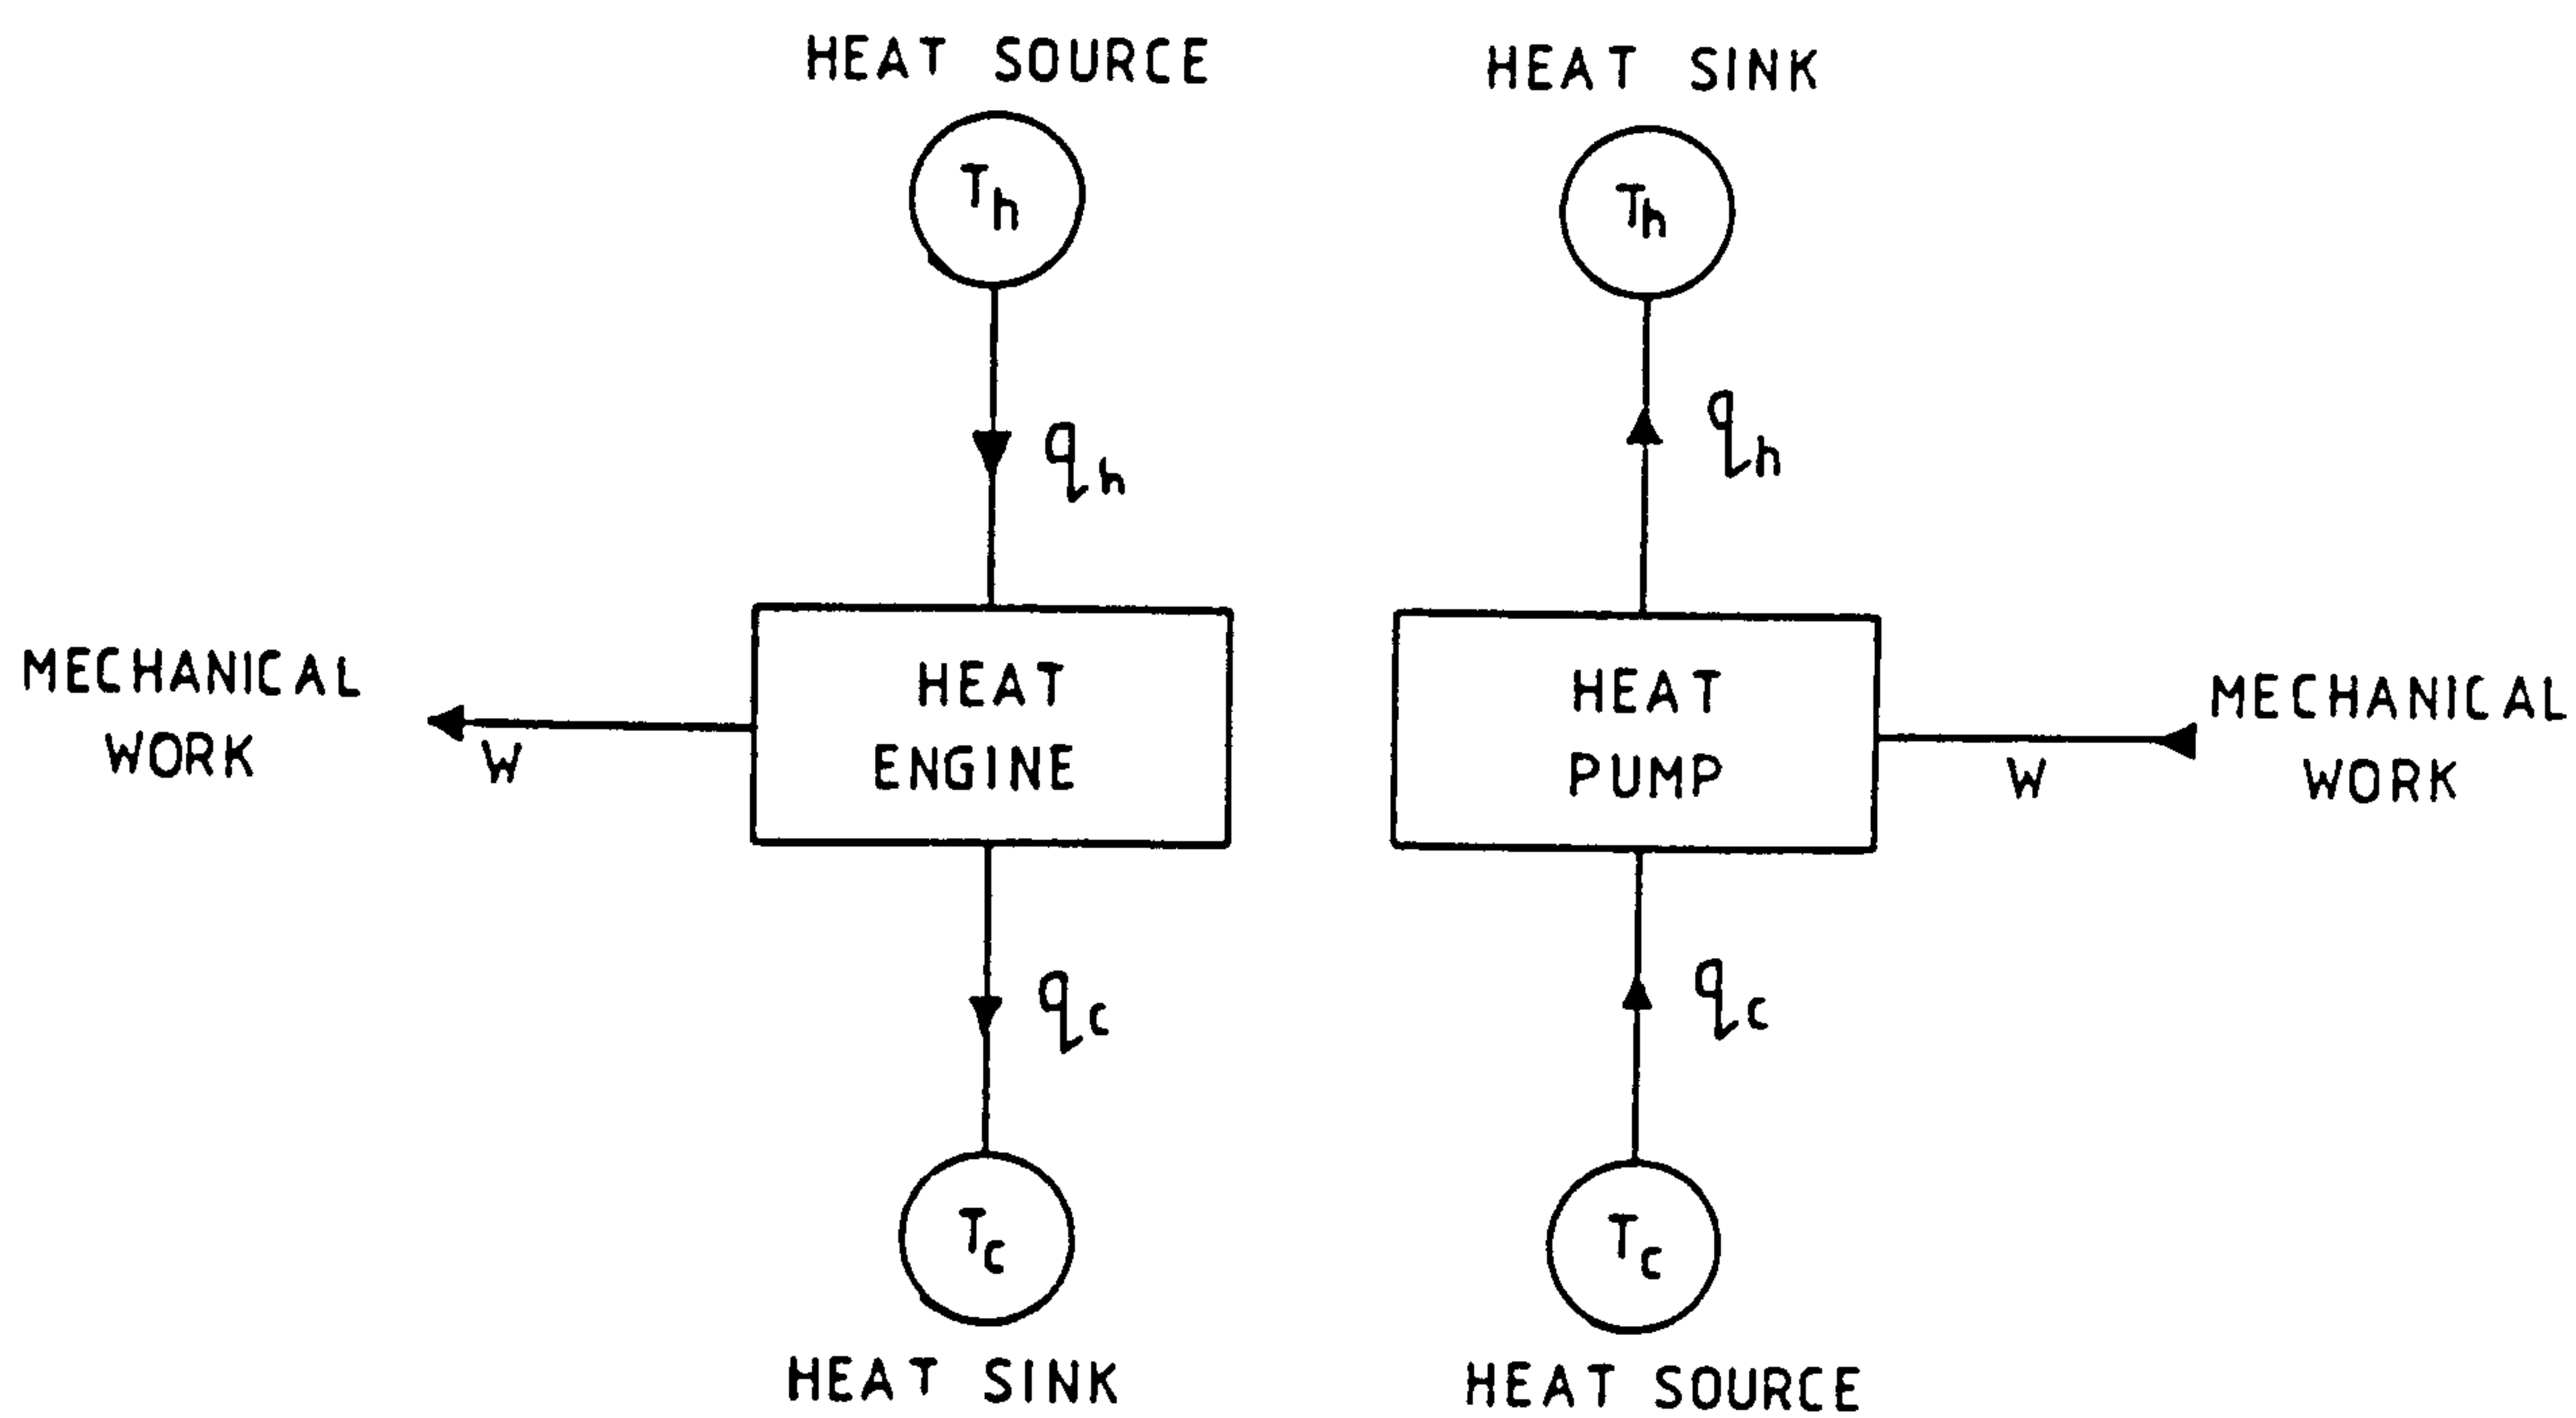 HEAT SOURCE
Th
qh
HEAT
ENGINE
MECHANICAL
WORK
W
qc
Tc
HEAT SINK
HEAT SINK
Th
qh
HEAT
PUMP
MECHANICAL
WORK
W
qc
Tc
HEAT SOURCE